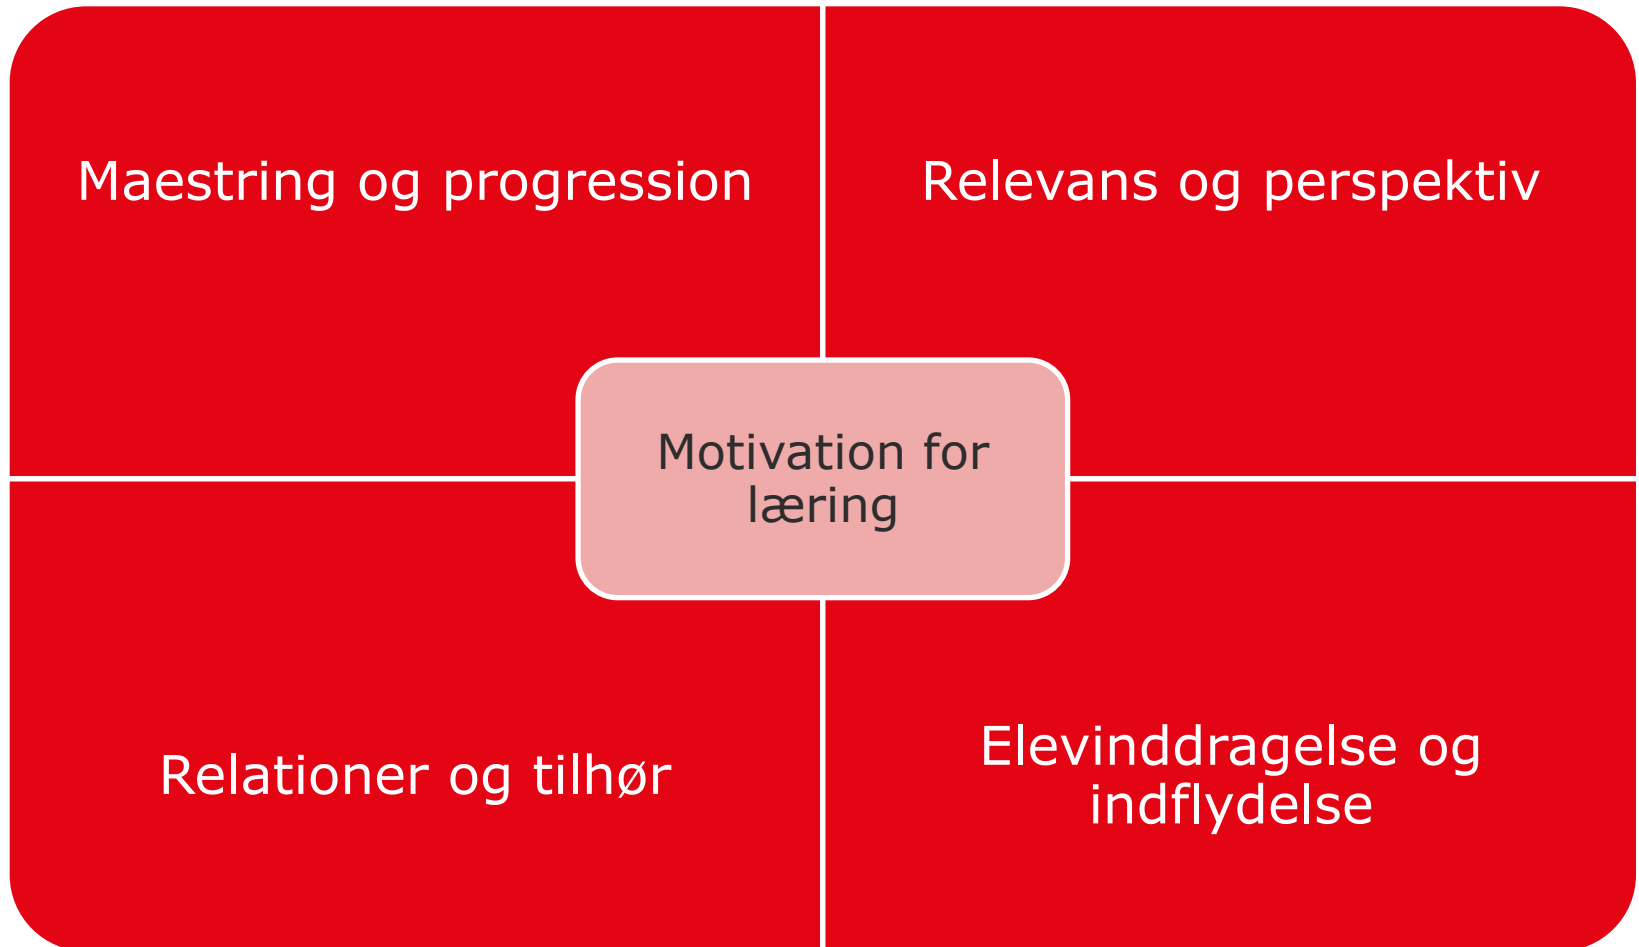 Maestring og progression
Relevans og perspektiv
Motivation for
læring
Relationer og tilhør
Elevinddragelse og
indflydelse